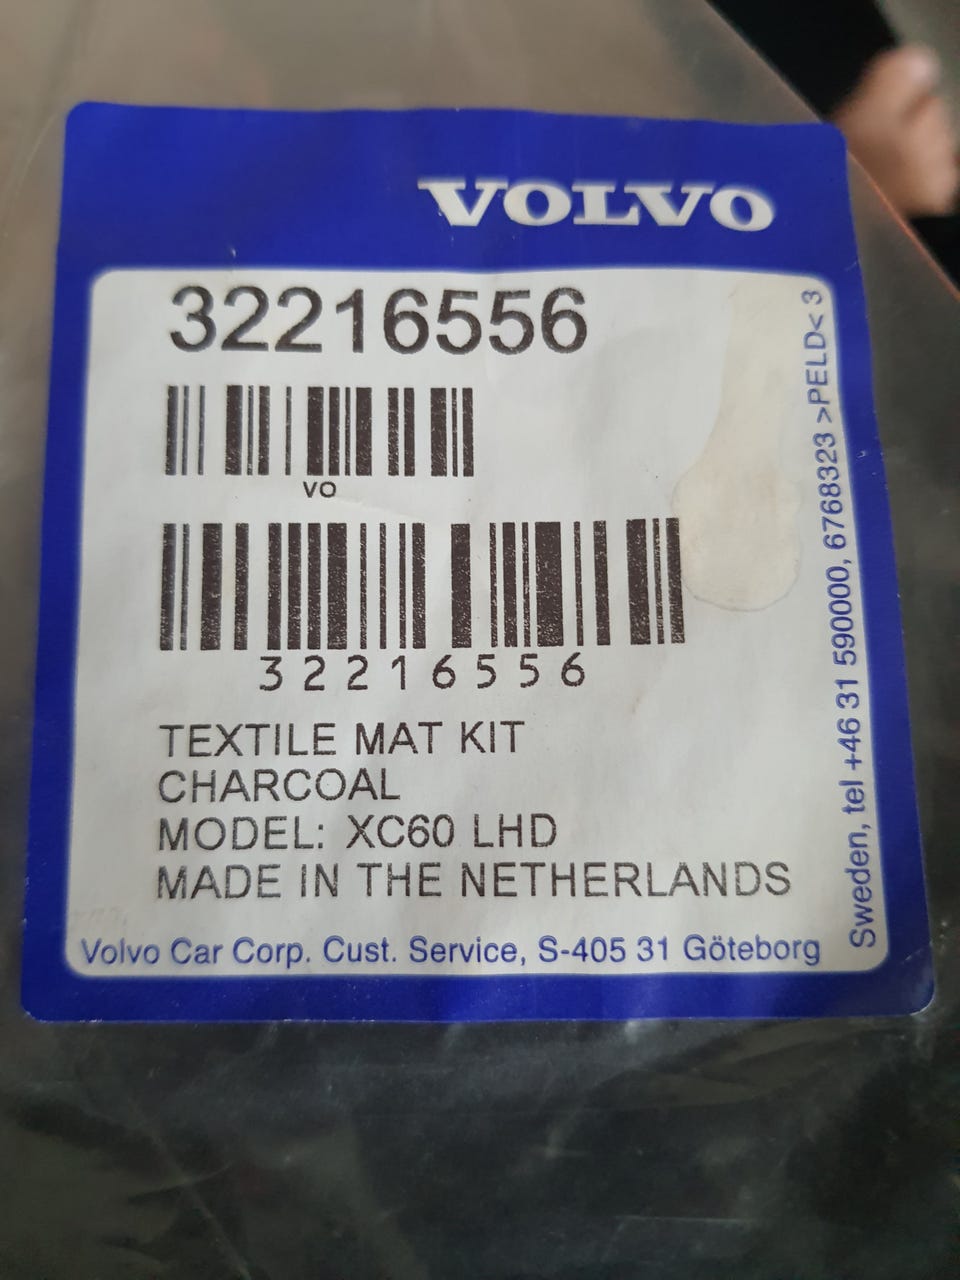 VOLVO
32216556
VO
32216556
TEXTILE MAT KIT
CHARCOAL
MODEL: XC60 LHD
MADE IN THE NETHERLANDS
Volvo Car Corp. Cust. Service, S-405 31 Göteborg
Sweden, tel +46 31 590000, 6768323 >PELD< 3